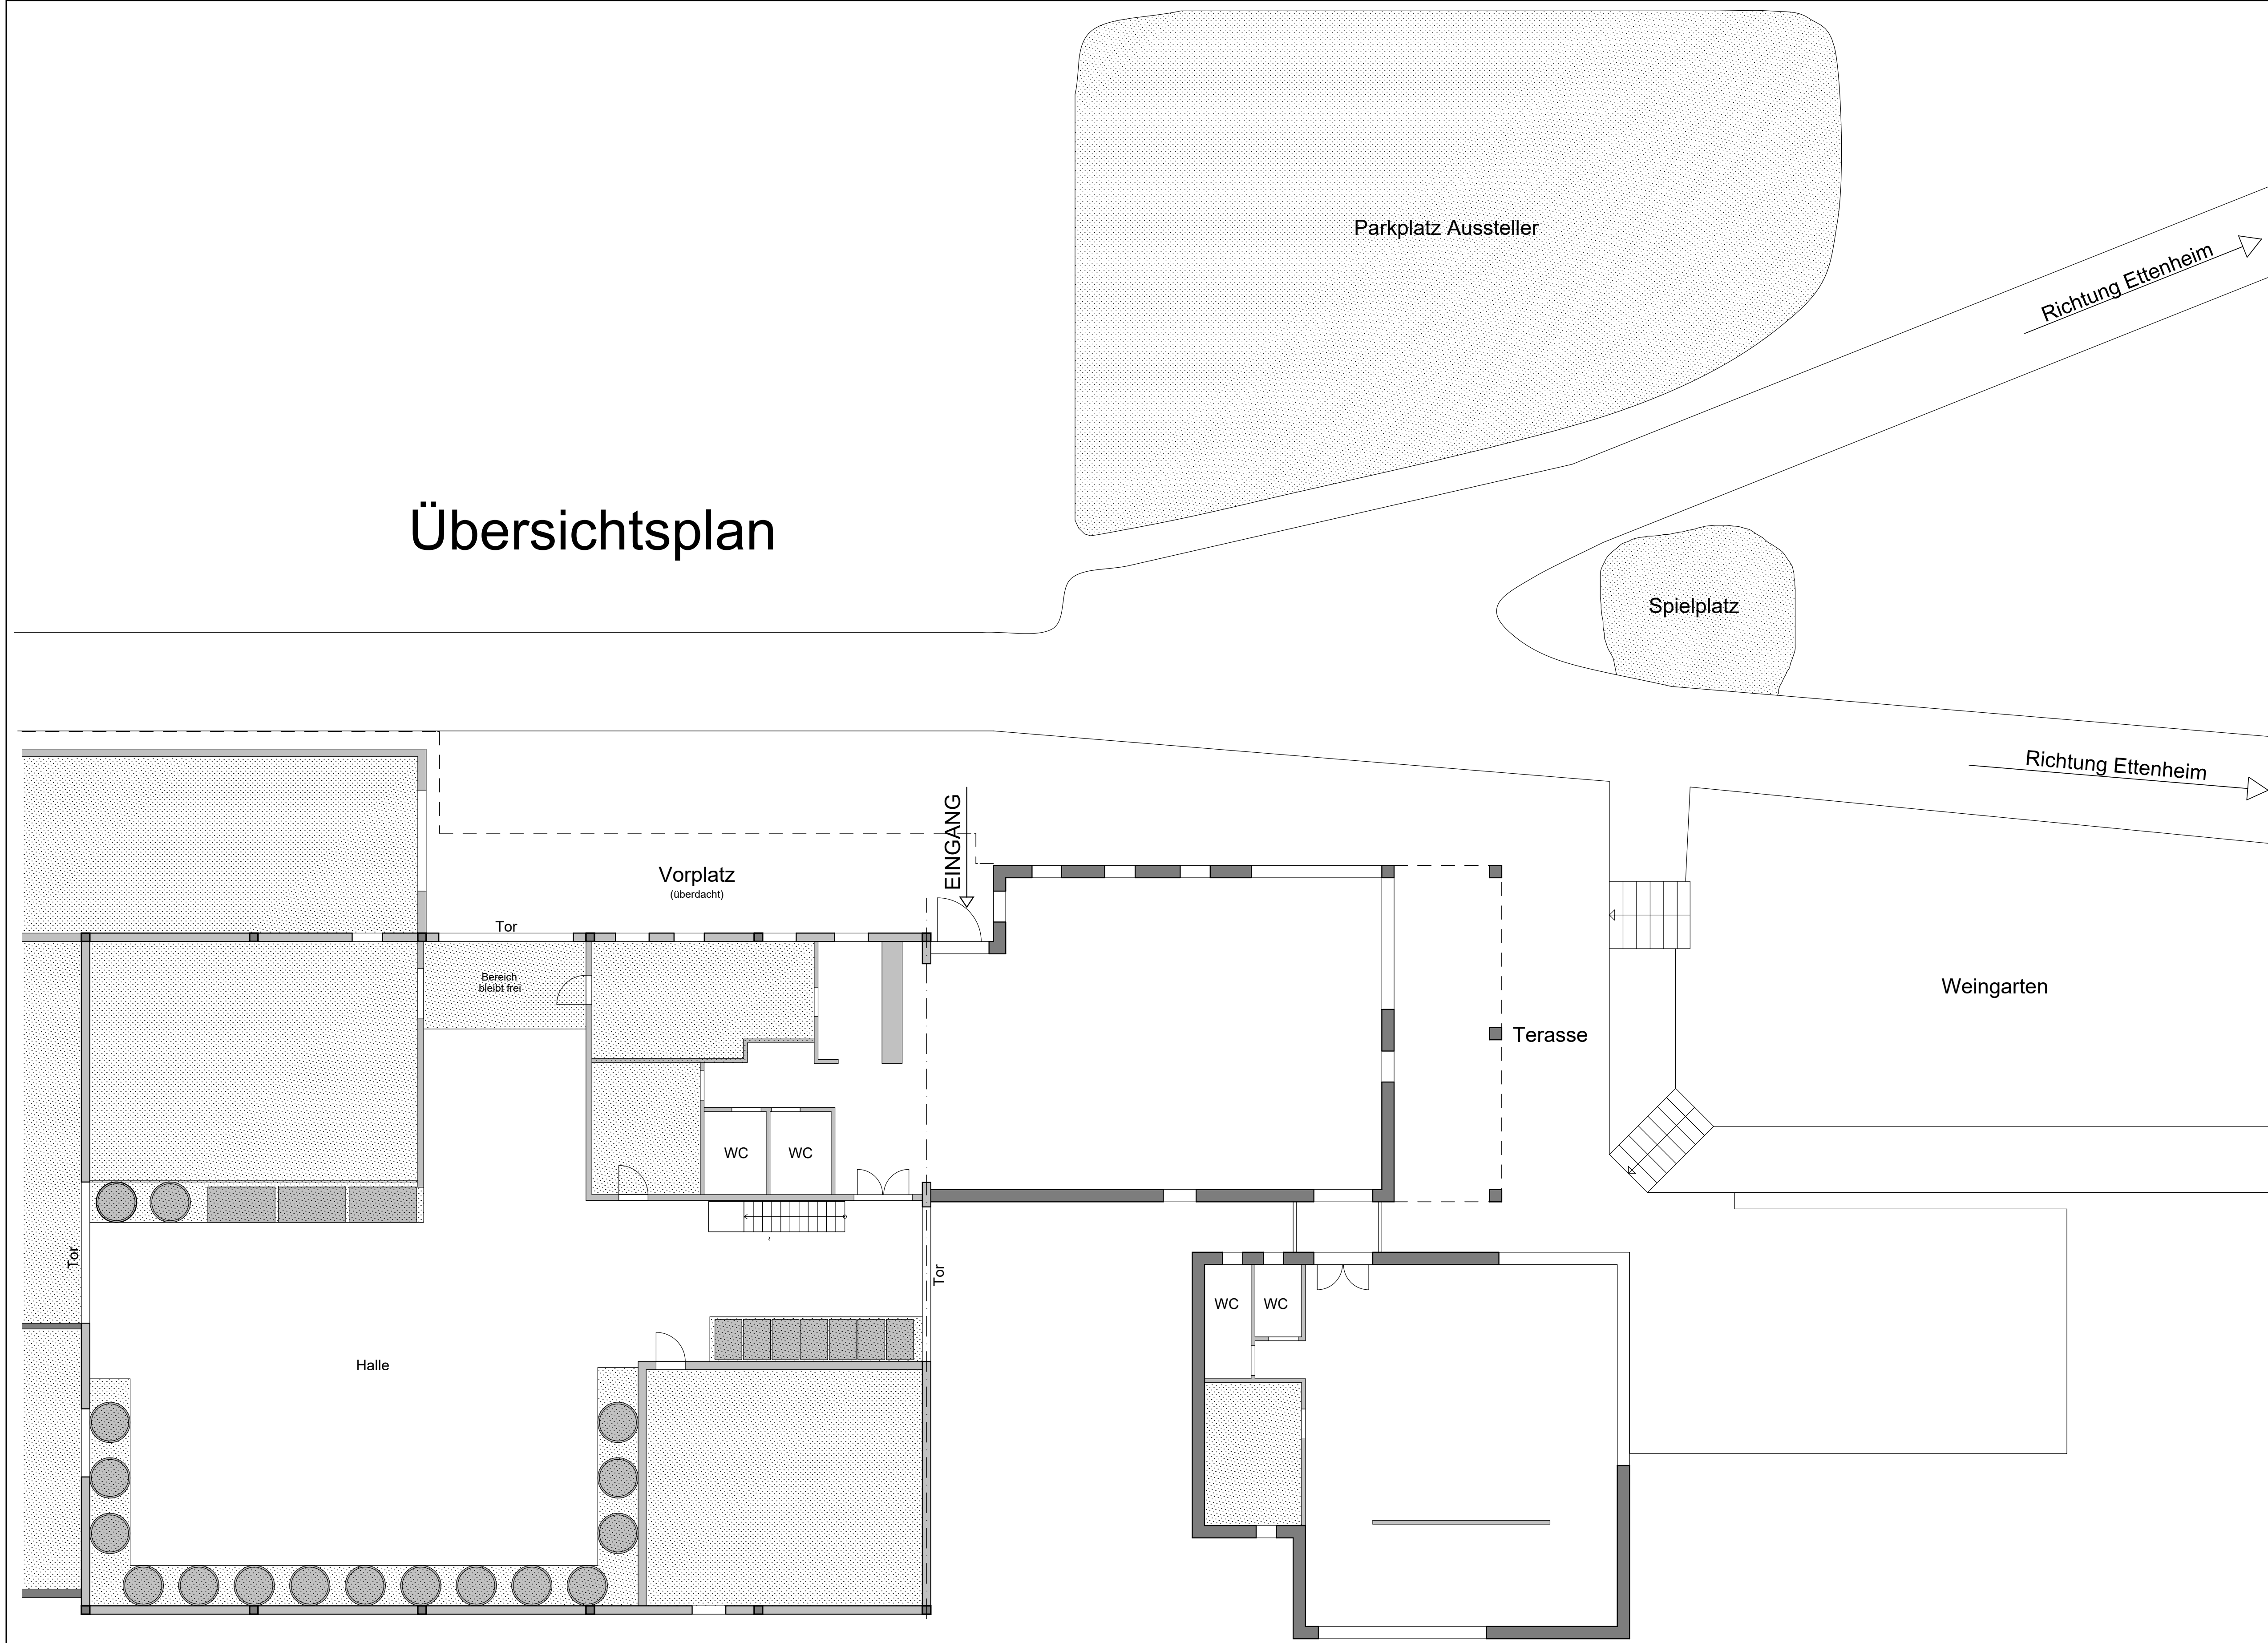 Parkplatz Aussteller
Richtung Ettenheim
Übersichtsplan
Spielplatz
Richtung Ettenheim
EINGANG
Vorplatz
(überdacht)
Tor
Bereich
bleibt frei
Weingarten
Terasse
WC
WC
Tor
Tor
WC
WC
Halle